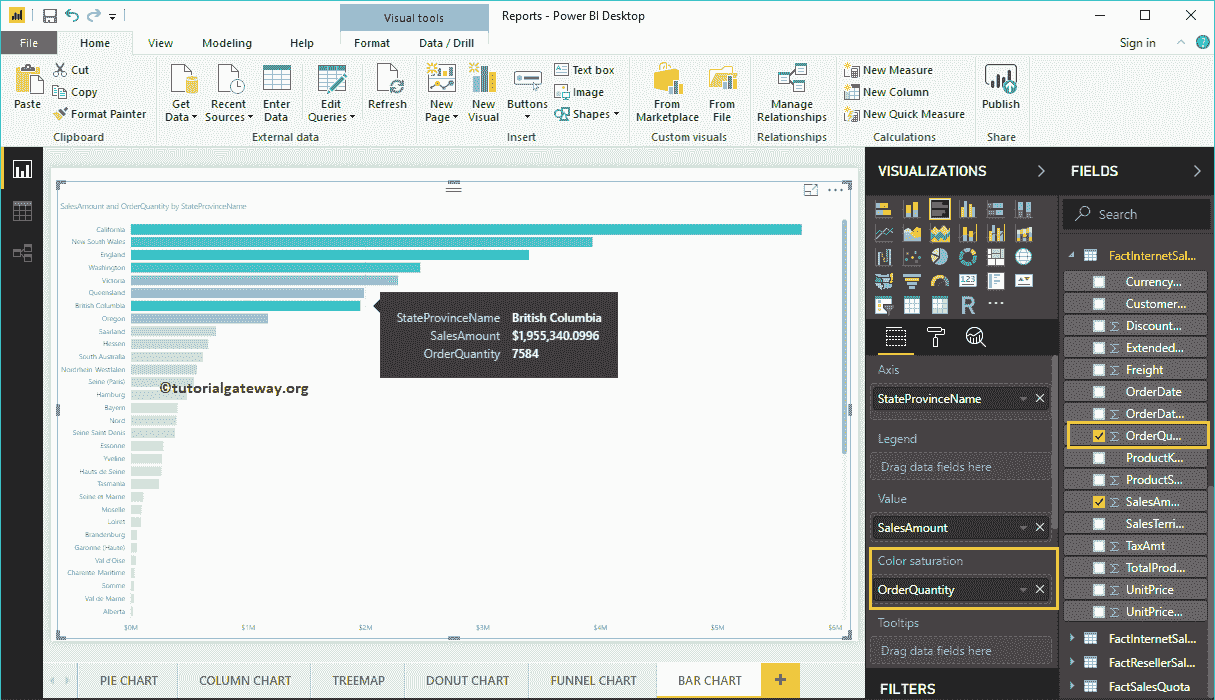 Visual tools
Reports - Power BI Desktop
File
Home
View
Modeling
Help
Format
Data / Drill
Sign in
Paste
Cut
Copy
Format Painter
Clipboard
Get Data
Recent Sources
Enter Data
Edit Queries
External data
Refresh
New Page
New Visual
Buttons
Text box
Image
Shapes
Insert
From Marketplace
From File
Custom visuals
Manage Relationships
Relationships
New Measure
New Column
New Quick Measure
Calculations
Publish
Share
SalesAmount and OrderQuantity by StateProvinceName
California
New South Wales
England
Washington
Victoria
Queensland
British Columbia
Oregon
Saarland
Hessen
South Australia
Nordrhein-Westfalen
Seine (Paris)
Hamburg
Bayern
Nord
Seine Saint Denis
Essonne
Yveline
Hauts de Seine
Tasmania
Seine et Marne
Moselle
Loiret
Brandenburg
Garonne (Haute)
Val d'Oise
Charente-Maritime
Somme
Val de Marne
Alberta
$0M
$1M
$2M
$3M
$4M
$5M
$6M
StateProvinceName British Columbia
SalesAmount $1,955,340.0996
OrderQuantity 7584
©tutorialgateway.org
PIE CHART
COLUMN CHART
TREEMAP
DONUT CHART
FUNNEL CHART
BAR CHART
+
VISUALIZATIONS
123
R
Axis
StateProvinceName
Legend
Drag data fields here
Value
SalesAmount
Color saturation
OrderQuantity
Tooltips
Drag data fields here
FILTERS
FIELDS
Search
FactInternetSal...
Currency...
Customer...
Discount...
Extended...
Freight
OrderDate
OrderDat...
OrderQu...
ProductK...
ProductS...
SalesAm...
SalesTerri...
TaxAmt
TotalProd...
UnitPrice
UnitPrice...
FactInternetSal...
FactResellerSal...
FactSalesQuota